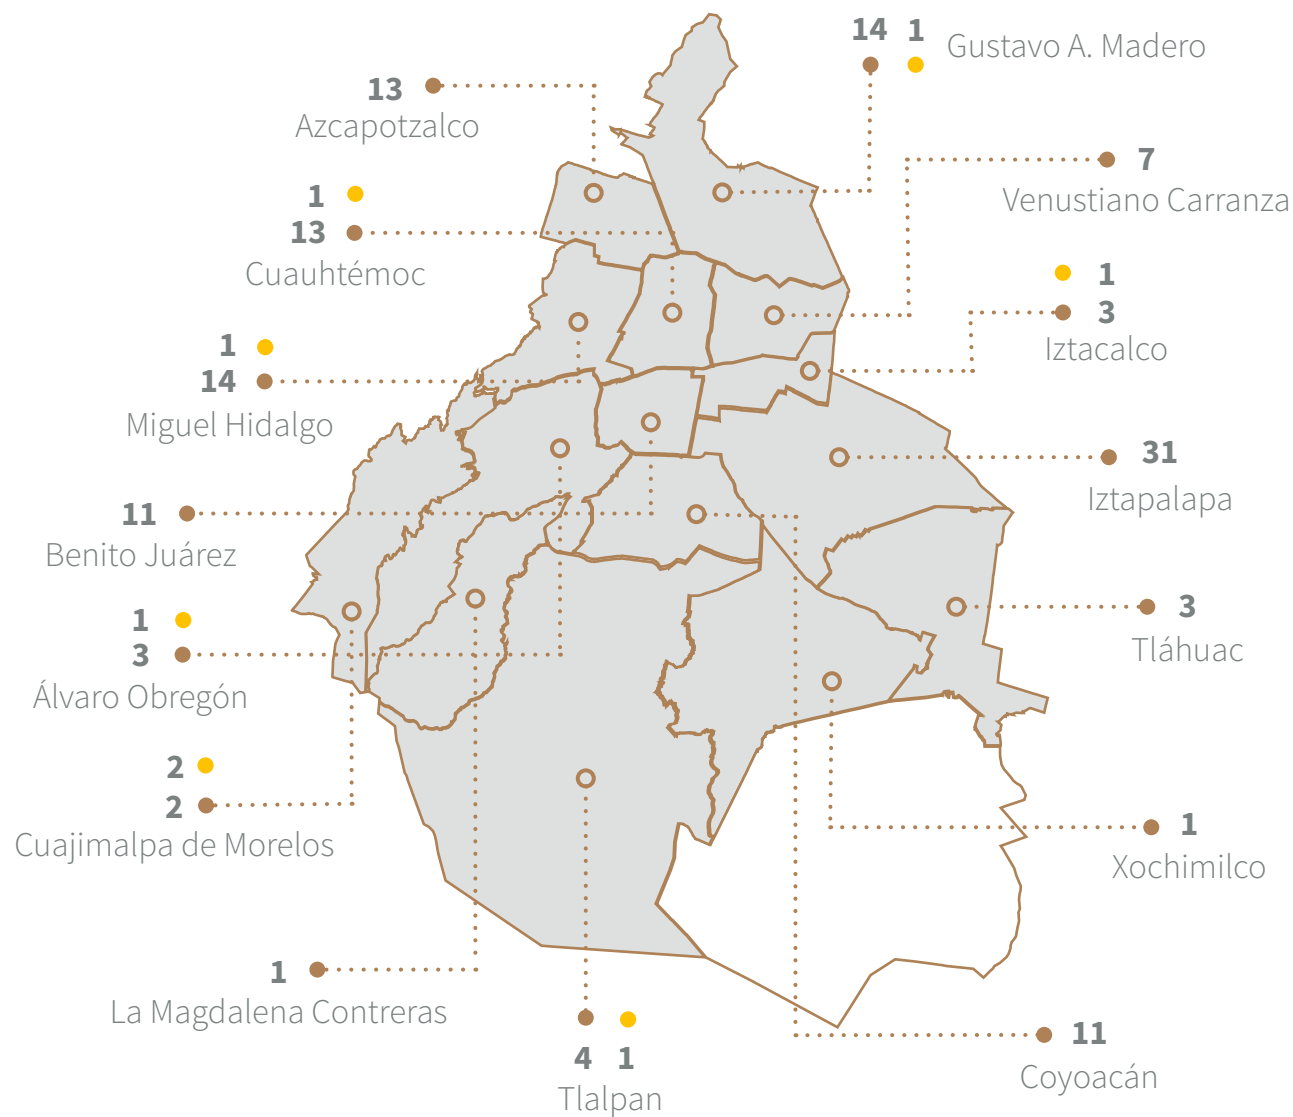 14 1
Gustavo A. Madero
13
Azcapotzalco
7
Venustiano Carranza
1
13
Cuauhtémoc
1
3
Iztacalco
1
14
Miguel Hidalgo
31
Iztapalapa
11
Benito Juárez
1
3
Álvaro Obregón
3
Tláhuac
2
2
Cuajimalpa de Morelos
1
Xochimilco
1
La Magdalena Contreras
4 1
Tlalpan
11
Coyoacán